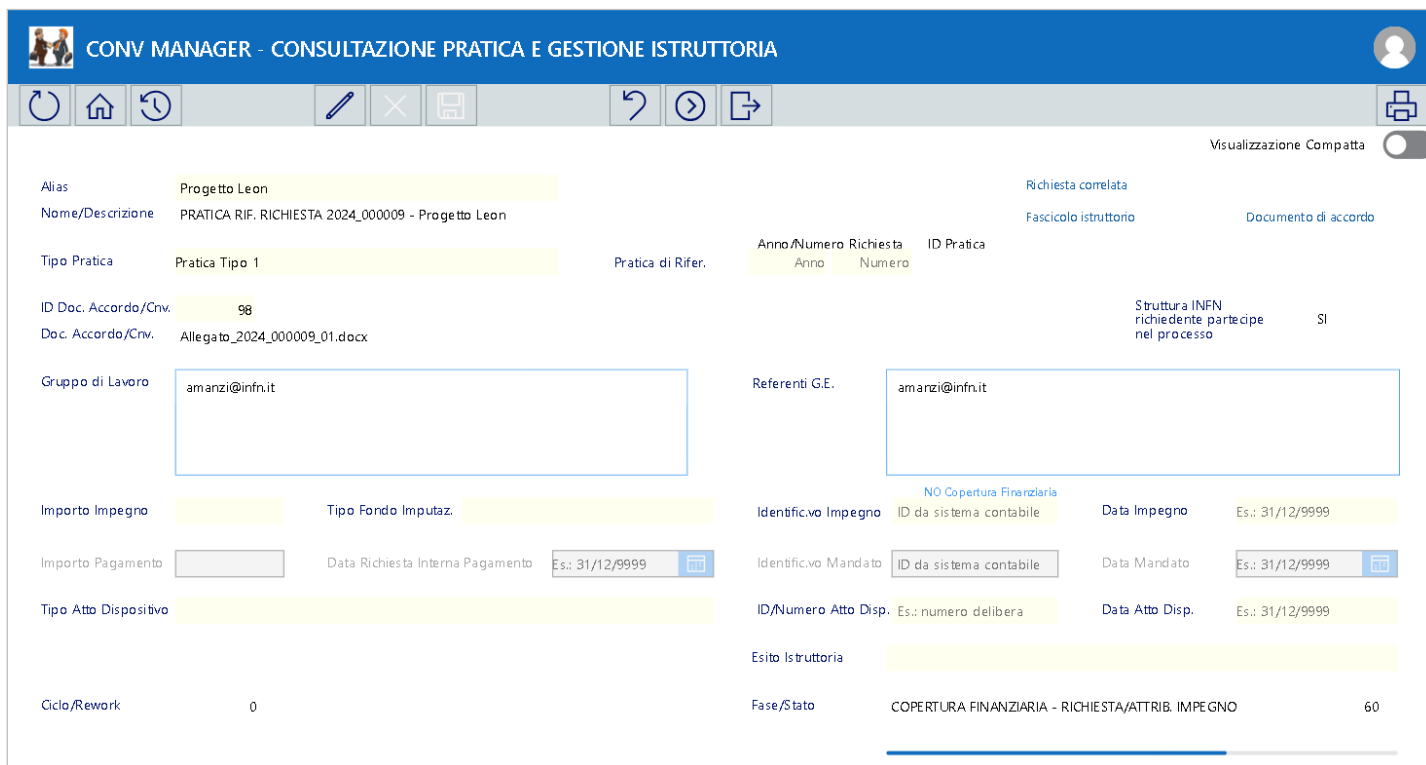 CONV MANAGER - CONSULTAZIONE PRATICA E GESTIONE ISTRUTTORIA
Visualizzazione Compatta
Alias Progetto Leon Richiesta correlata
Nome/Descrizione PRATICA RIF. RICHIESTA 2024_000009 - Progetto Leon Fascicolo istruttorio Documento di accordo
Anno/Numero Richiesta ID Pratica
Tipo Pratica Pratica Tipo 1 Pratica di Rifer. Anno Numero
ID Doc. Accordo/Cnv. 98
Doc. Accordo/Cnv. Allegato_2024_000009_01.docx
Struttura INFN
richiedente partecipe SI
nel processo
Gruppo di Lavoro amanzi@infn.it Referenti G.E. amanzi@infn.it
NO Copertura Finanziaria
Importo Impegno Tipo Fondo Imputaz. Identific.vo Impegno ID da sistema contabile Data Impegno Es.: 31/12/9999
Importo Pagamento Data Richiesta Interna Pagamento Es.: 31/12/9999 Identific.vo Mandato ID da sistema contabile Data Mandato Es.: 31/12/9999
Tipo Atto Dispositivo ID/Numero Atto Disp. Es.: numero delibera Data Atto Disp. Es.: 31/12/9999
Esito Istruttoria
Ciclo/Rework 0 Fase/Stato COPERTURA FINANZIARIA - RICHIESTA/ATTRIB. IMPEGNO 60